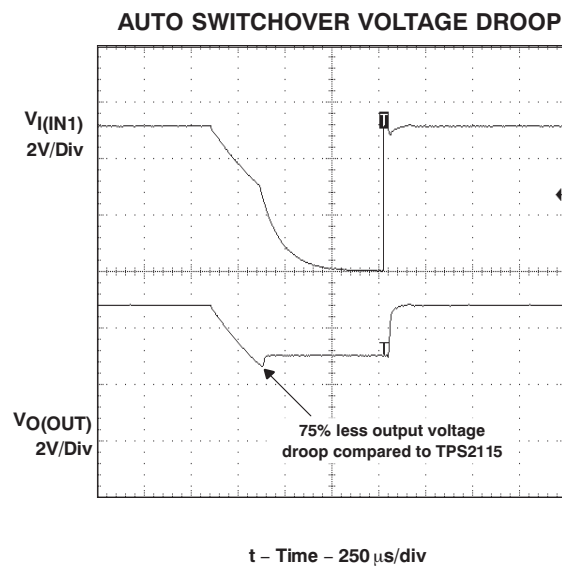 AUTO SWITCHOVER VOLTAGE DROOP
VI(IN1)
2V/Div
T
T
VO(OUT)
2V/Div
75% less output voltage
droop compared to TPS2115
t – Time – 250 μs/div